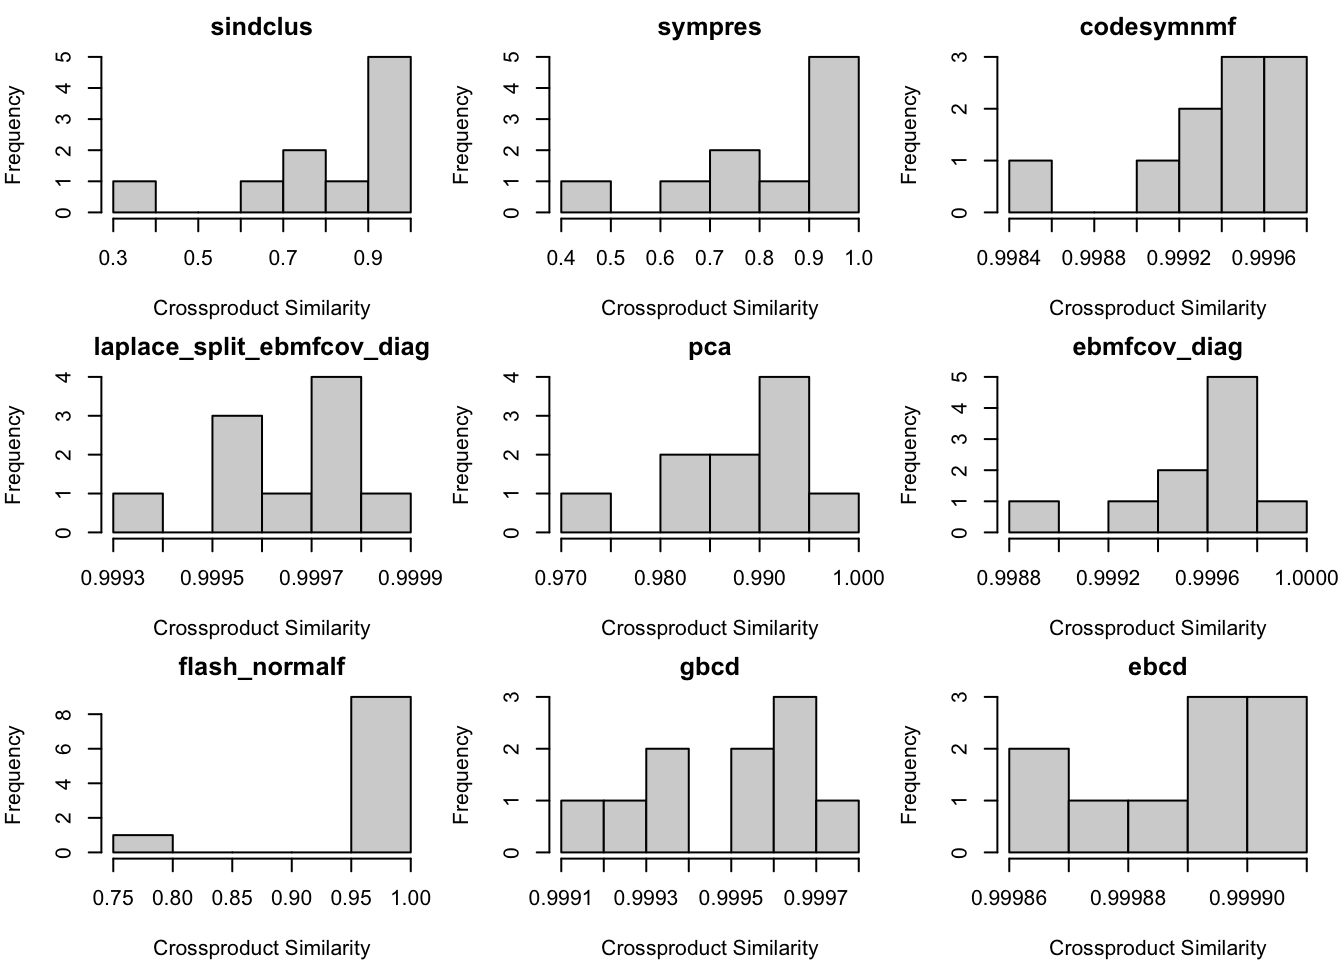 sindclus
Frequency
0 1 2 3 4 5
0.3 0.5 0.7 0.9
Crossproduct Similarity
sympres
Frequency
0 1 2 3 4 5
0.4 0.5 0.6 0.7 0.8 0.9 1.0
Crossproduct Similarity
codesymnmf
Frequency
0 1 2 3
0.9984 0.9988 0.9992 0.9996
Crossproduct Similarity
laplace_split_ebmfcov_diag
Frequency
0 1 2 3 4
0.9993 0.9995 0.9997 0.9999
Crossproduct Similarity
pca
Frequency
0 1 2 3 4
0.970 0.980 0.990 1.000
Crossproduct Similarity
ebmfcov_diag
Frequency
0 1 2 3 4 5
0.9988 0.9992 0.9996 1.0000
Crossproduct Similarity
flash_normalf
Frequency
0 2 4 6 8
0.75 0.80 0.85 0.90 0.95 1.00
Crossproduct Similarity
gbcd
Frequency
0 1 2 3
0.9991 0.9993 0.9995 0.9997
Crossproduct Similarity
ebcd
Frequency
0 1 2 3
0.99986 0.99988 0.99990
Crossproduct Similarity